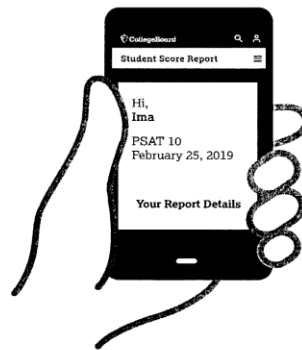 CollegeBoard
Student Score Report
Hi,
Ima
PSAT 10
February 25, 2019
Your Report Details